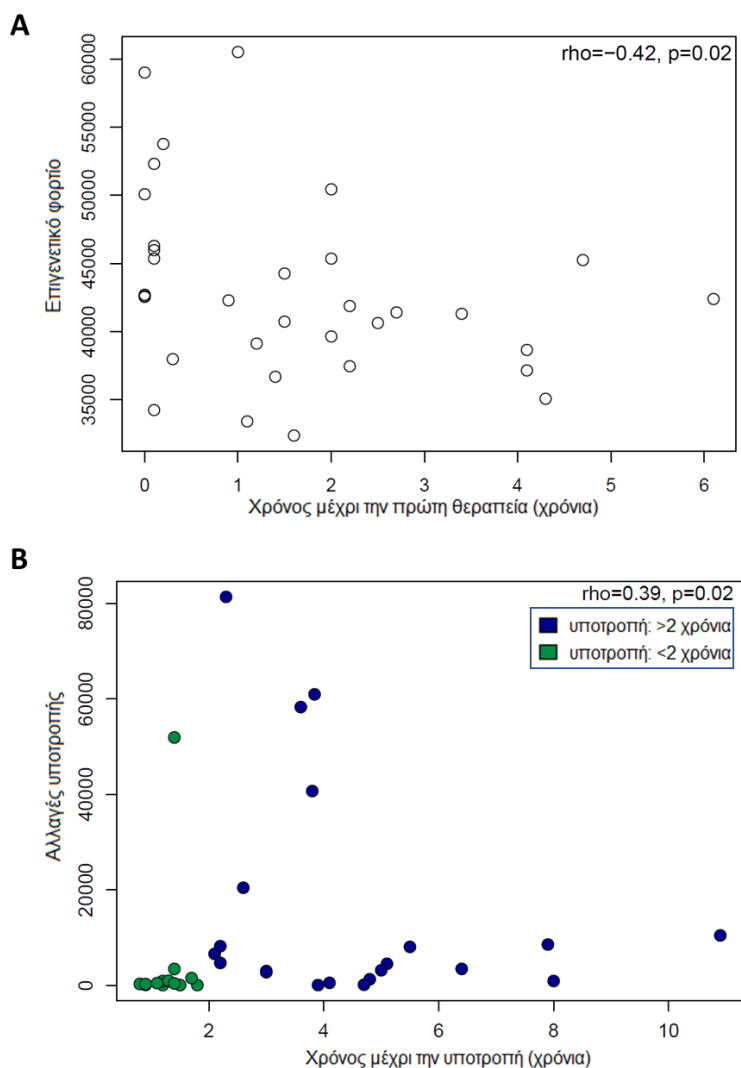 A
rho=−0.42, p=0.02
Επιγενετικό φορτίο
60000
55000
50000
45000
40000
35000
0 1 2 3 4 5 6
Χρόνος μέχρι την πρώτη θεραπεία (χρόνια)
B
rho=0.39, p=0.02
υποτροπή: >2 χρόνια
υποτροπή: <2 χρόνια
Αλλαγές υποτροπής
80000
60000
40000
20000
0
2 4 6 8 10
Χρόνος μέχρι την υποτροπή (χρόνια)